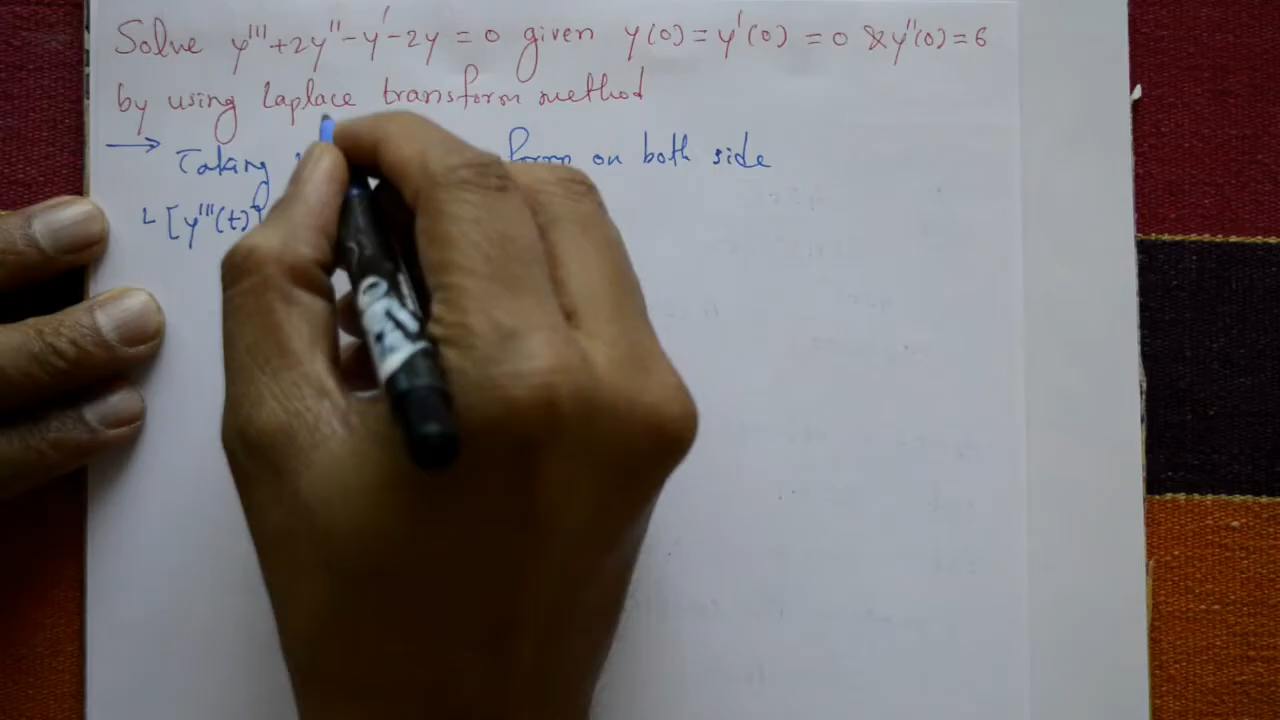 Solve y'''+2y''-y'-2y = 0 given y(0) = y'(0) = 0 & y''(0) = 6
by using Laplace transform method
→ Taking on both side
L[y'''(t)]